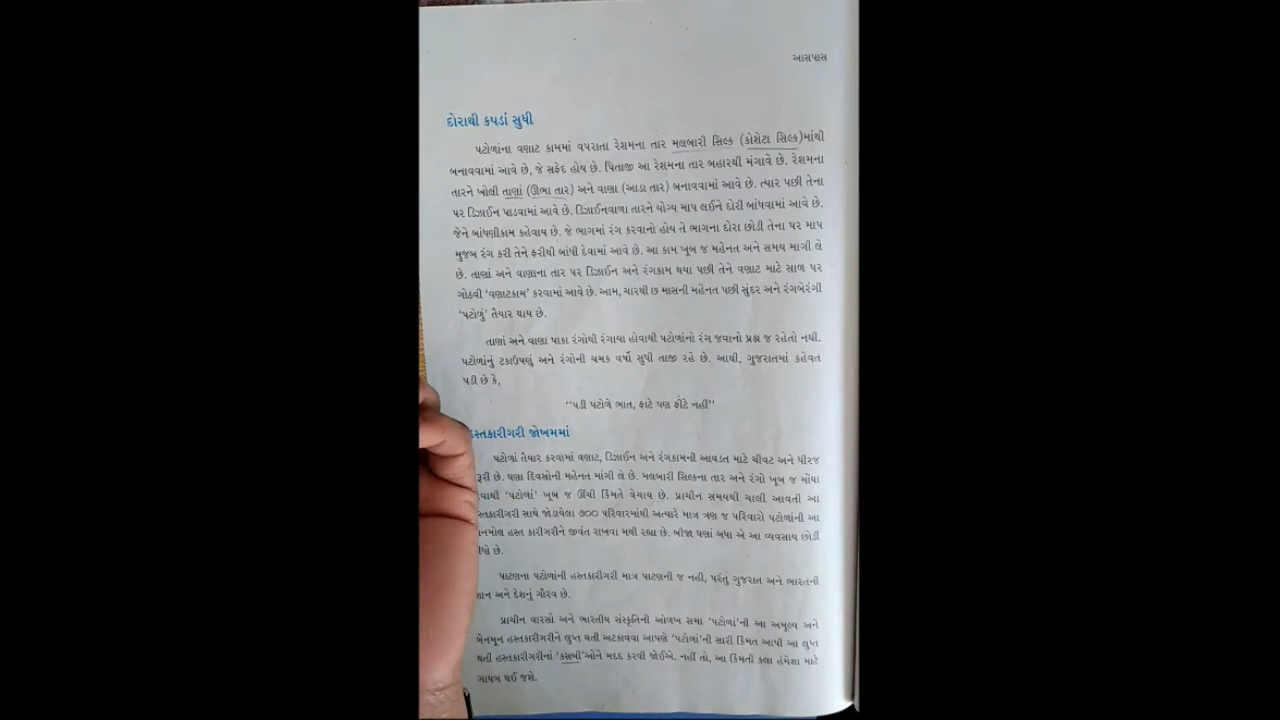 આસપાસ
દોરાથી કપડાં સુધી
પટોળાંના વણાટ કામમાં વપરાતા રેશમના તાર મલબારી સિલ્ક (કોશેટા સિલ્ક)માંથી
બનાવવામાં આવે છે, જે સફેદ હોય છે. પિતાજી આ રેશમના તાર બહારથી મંગાવે છે. રેશમના
તારને ખોલી તાણાં (ઊભા તાર) અને વાણા (આડા તાર) બનાવવામાં આવે છે. ત્યાર પછી તેના
પર ડિઝાઈન પાડવામાં આવે છે. ડિઝાઈનવાળા તારને યોગ્ય માપ લઈને દોરી બાંધવામાં આવે છે.
જેને બાંધણીકામ કહેવાય છે. જે ભાગમાં રંગ કરવાનો હોય તે ભાગના દોરા છોડી તેના પર માપ
મુજબ રંગ કરી તેને ફરીથી બાંધી દેવામાં આવે છે. આ કામ ખૂબ જ મહેનત અને સમય માગી લે
છે. તાણાં અને વાણાના તાર પર ડિઝાઈન અને રંગકામ થયા પછી તેને વણાટ માટે સાળ પર
ગોઠવી ‘વણાટકામ’ કરવામાં આવે છે. આમ, ચારથી છ માસની મહેનત પછી સુંદર અને રંગબેરંગી
‘પટોળું’ તૈયાર થાય છે.
તાણાં અને વાણા પાકા રંગોથી રંગાયા હોવાથી પટોળાંનો રંગ જવાનો પ્રશ્ન જ રહેતો નથી.
પટોળાંનું ટકાઉપણું અને રંગોની ચમક વર્ષો સુધી તાજી રહે છે. આથી, ગુજરાતમાં કહેવત
પડી છે કે,
“પડી પટોળે ભાત, ફાટે પણ ફીટે નહીં”
સ્તકારીગરી જોખમમાં
પટોળાં તૈયાર કરવામાં વણાટ, ડિઝાઈન અને રંગકામની આવડત માટે ચીવટ અને ધીરજ
રૂરી છે. ઘણા દિવસોની મહેનત માંગી લે છે. મલબારી સિલ્કના તાર અને રંગો ખૂબ જ મોંઘા
વાથી ‘પટોળાં’ ખૂબ જ ઊંચી કિંમતે વેચાય છે. પ્રાચીન સમયથી ચાલી આવતી આ
સ્તકારીગરી સાથે જોડાયેલા ૭૦૦ પરિવારમાંથી અત્યારે માત્ર ત્રણ જ પરિવારો પટોળાંની આ
નમોલ હસ્ત કારીગરીને જીવંત રાખવા મથી રહ્યા છે. બીજા ઘણાં બધા એ આ વ્યવસાય છોડી
ધો છે.
પાટણના પટોળાંની હસ્તકારીગરી માત્ર પાટણની જ નહી, પરંતુ ગુજરાત અને ભારતની
શાન અને દેશનું ગૌરવ છે.
પ્રાચીન વારસો અને ભારતીય સંસ્કૃતિની ઓળખ સમા ‘પટોળાં’ની આ અમૂલ્ય અને
બેનમૂન હસ્તકારીગરીને લુપ્ત થતી અટકાવવા આપણે ‘પટોળાં’ની સારી કિંમત આપી આ લુપ્ત
થતી હસ્તકારીગરીનાં ‘કસબી’ઓને મદદ કરવી જોઈએ. નહીં તો, આ કિંમતી કલા હંમેશા માટે
ગાયબ થઈ જશે.